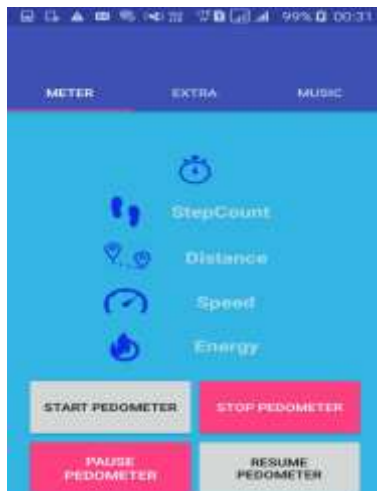 99% 00:31
METER EXTRA MUSIC
StepCount
Distance
Speed
Energy
START PEDOMETER STOP PEDOMETER
PAUSE RESUME
PEDOMETER PEDOMETER